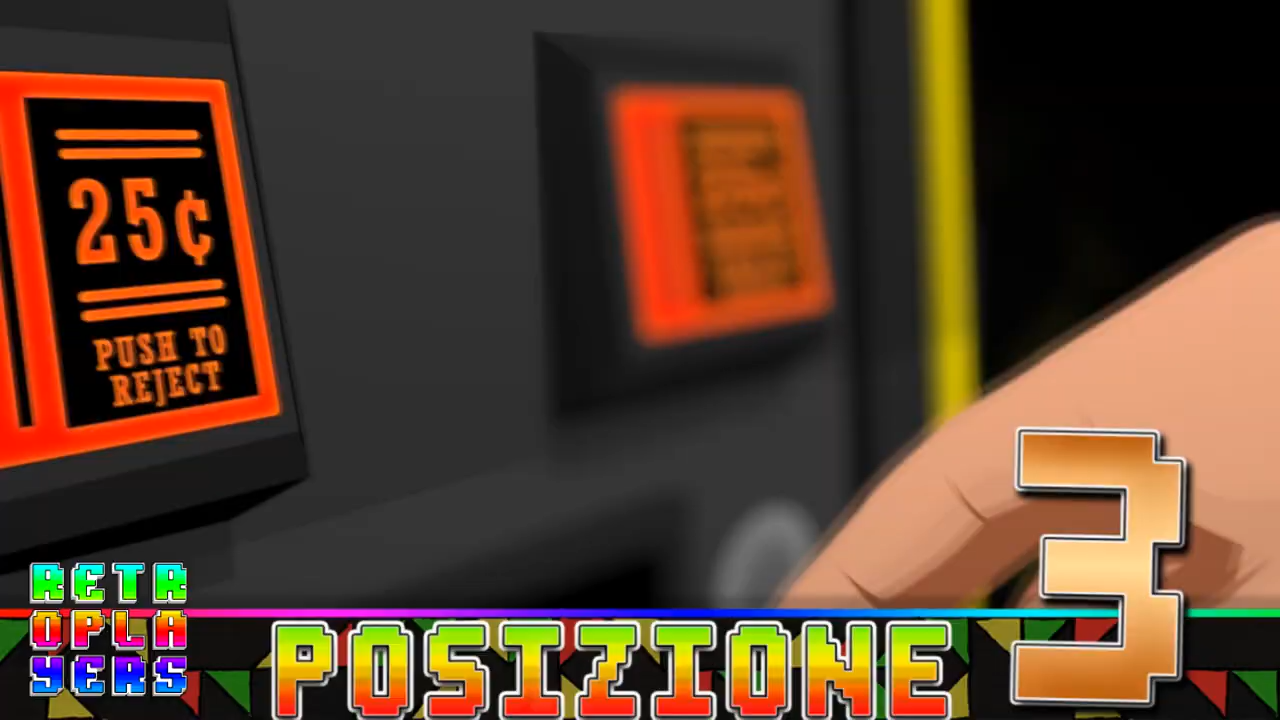 25¢
PUSH TO
REJECT
RETR
OPLA
YERS
POSIZIONE
3